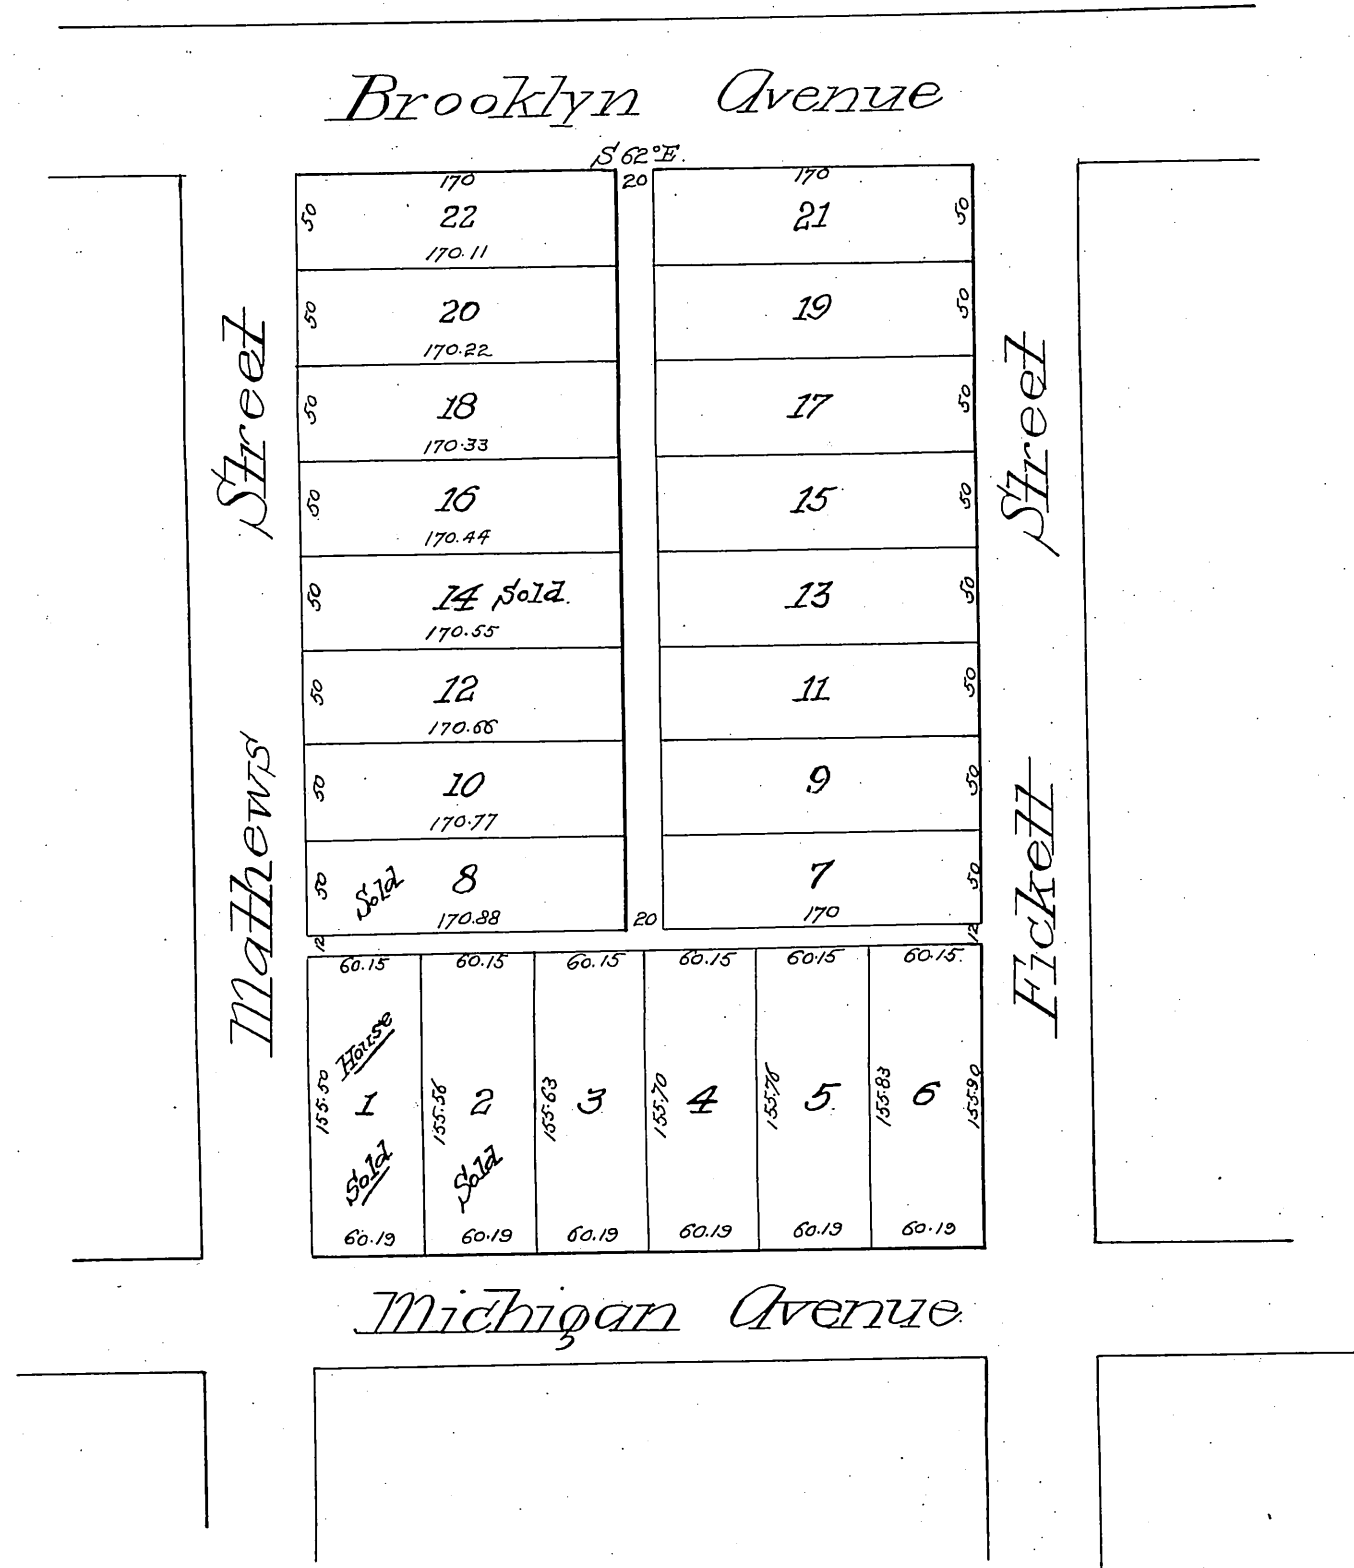 Brooklyn Avenue
S 62° E.
170 20 170
50 22 21 50
170.11
50 20 19 50
170.22
50 18 17 50
170.33
50 16 15 50
170.44
50 14 Sold. 13 50
170.55
50 12 11 50
170.66
50 10 9 50
170.77
50 Sold 8 7 50
170.88 20 170
12 12
60.15 60.15 60.15 60.15 60.15 60.15
House
155.50 1 155.56 2 155.63 3 155.70 4 155.76 5 155.83 6 155.90
Sold Sold
60.19 60.19 60.19 60.19 60.19 60.19
Mathews Street
Fickett Street
Michigan Avenue